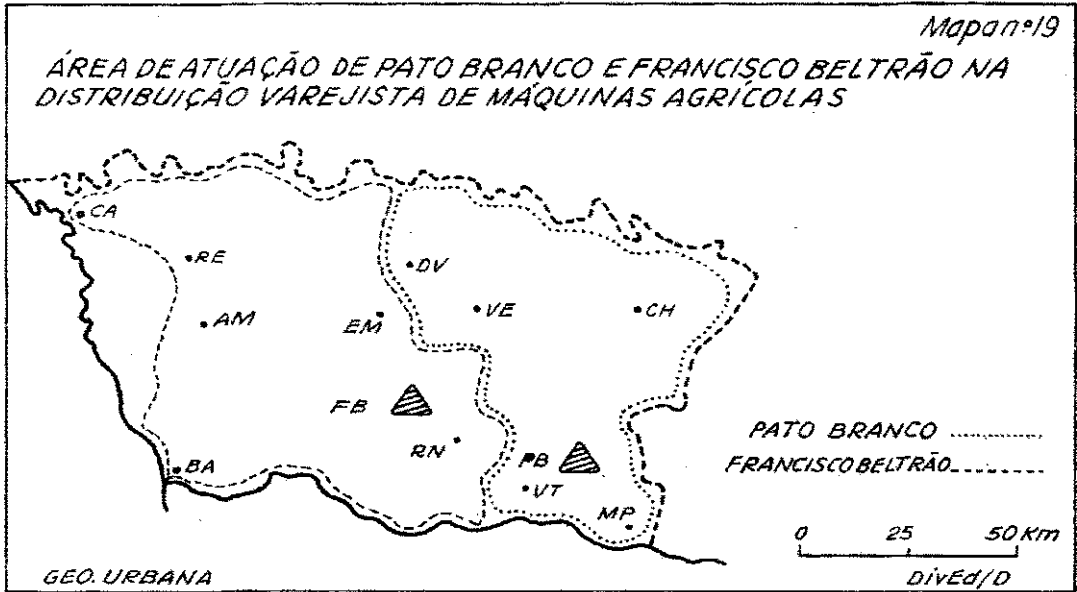 Mapa nº 19
ÁREA DE ATUAÇÃO DE PATO BRANCO E FRANCISCO BELTRÃO NA
DISTRIBUIÇÃO VAREJISTA DE MÁQUINAS AGRÍCOLAS
CA
RE
DV
AM
EM
VE
CH
FB
RN
PB
BA
VT
MP
PATO BRANCO
FRANCISCO BELTRÃO
0 25 50 Km
GEO. URBANA
DivEd/D